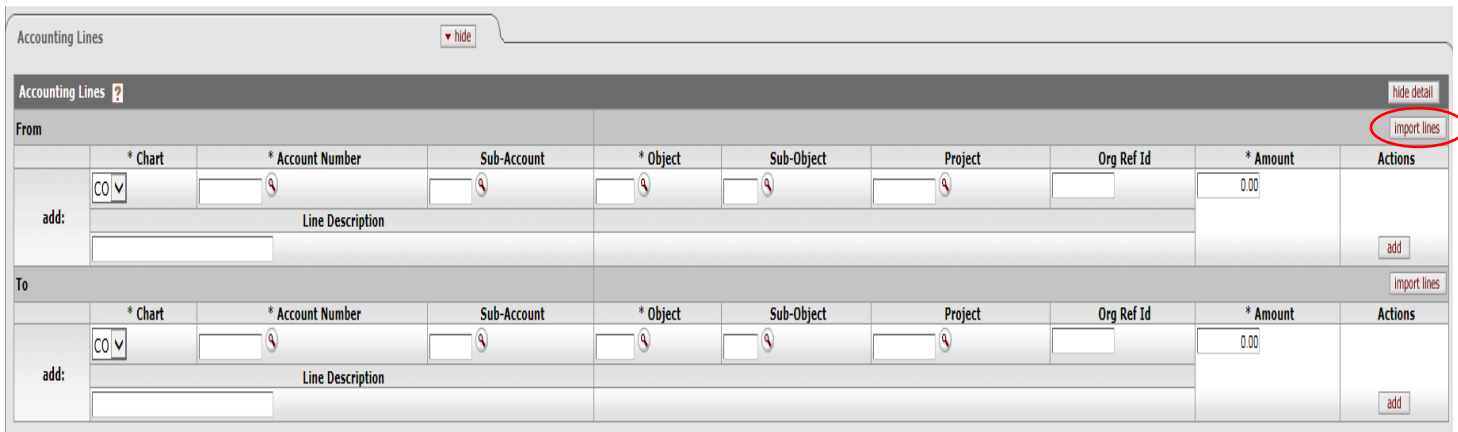 Accounting Lines ▼ hide
Accounting Lines ? hide detail
From import lines
* Chart * Account Number Sub-Account * Object Sub-Object Project Org Ref Id * Amount Actions
add: CO 0.00
Line Description
add
To import lines
* Chart * Account Number Sub-Account * Object Sub-Object Project Org Ref Id * Amount Actions
add: CO 0.00
Line Description
add